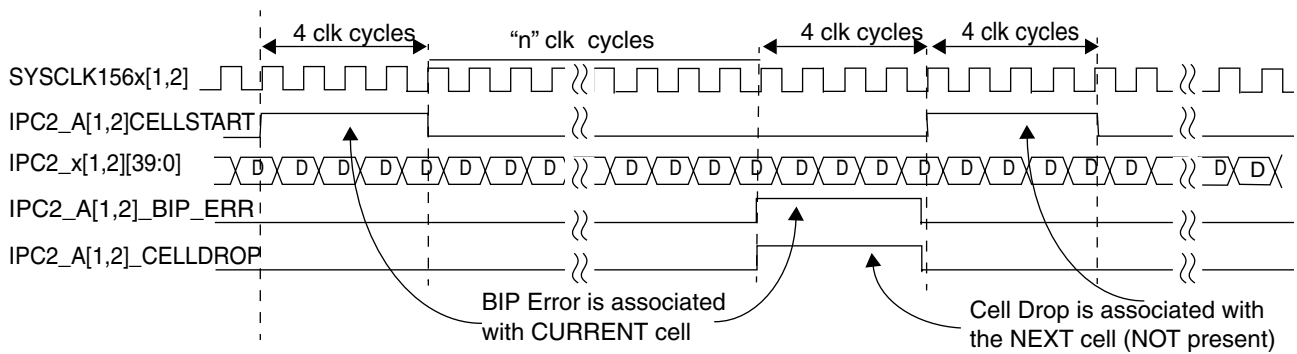 4 clk cycles “n” clk cycles 4 clk cycles 4 clk cycles
SYSCLK156x[1,2]
IPC2_A[1,2]CELLSTART
IPC2_x[1,2][39:0] D D D D D D D D D D D D D D D D D D D D D D
IPC2_A[1,2]_BIP_ERR
IPC2_A[1,2]_CELLDROP
BIP Error is associated
with CURRENT cell
Cell Drop is associated with
the NEXT cell (NOT present)